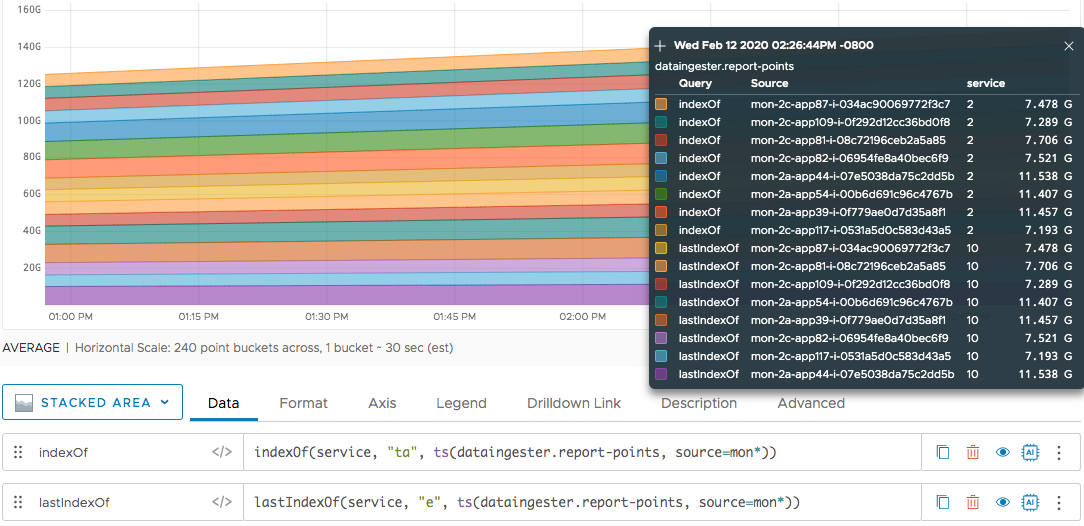 160G
140G
120G
100G
80G
60G
40G
20G
01:00 PM 01:15 PM 01:30 PM 01:45 PM 02:00 PM
Wed Feb 12 2020 02:26:44PM -0800
dataingester.report-points
Query Source service
indexOf mon-2c-app87-i-034ac90069772f3c7 2 7.478 G
indexOf mon-2c-app109-i-0f292d12cc36bd0f8 2 7.289 G
indexOf mon-2c-app81-i-08c72196ceb2a5a85 2 7.706 G
indexOf mon-2c-app82-i-06954fe8a40bec6f9 2 7.521 G
indexOf mon-2a-app44-i-07e5038da75c2dd5b 2 11.538 G
indexOf mon-2a-app54-i-00b6d691c96c4767b 2 11.407 G
indexOf mon-2a-app39-i-0f779ae0d7d35a8f1 2 11.457 G
indexOf mon-2c-app117-i-0531a5d0c583d43a5 2 7.193 G
lastIndexOf mon-2c-app87-i-034ac90069772f3c7 10 7.478 G
lastIndexOf mon-2c-app81-i-08c72196ceb2a5a85 10 7.706 G
lastIndexOf mon-2c-app109-i-0f292d12cc36bd0f8 10 7.289 G
lastIndexOf mon-2a-app54-i-00b6d691c96c4767b 10 11.407 G
lastIndexOf mon-2a-app39-i-0f779ae0d7d35a8f1 10 11.457 G
lastIndexOf mon-2c-app82-i-06954fe8a40bec6f9 10 7.521 G
lastIndexOf mon-2c-app117-i-0531a5d0c583d43a5 10 7.193 G
lastIndexOf mon-2a-app44-i-07e5038da75c2dd5b 10 11.538 G
AVERAGE | Horizontal Scale: 240 point buckets across, 1 bucket ~ 30 sec (est)
STACKED AREA Data Format Axis Legend Drilldown Link Description Advanced
indexOf </> indexOf(service, "ta", ts(dataingester.report-points, source=mon*)) AI
lastIndexOf </> lastIndexOf(service, "e", ts(dataingester.report-points, source=mon*)) AI